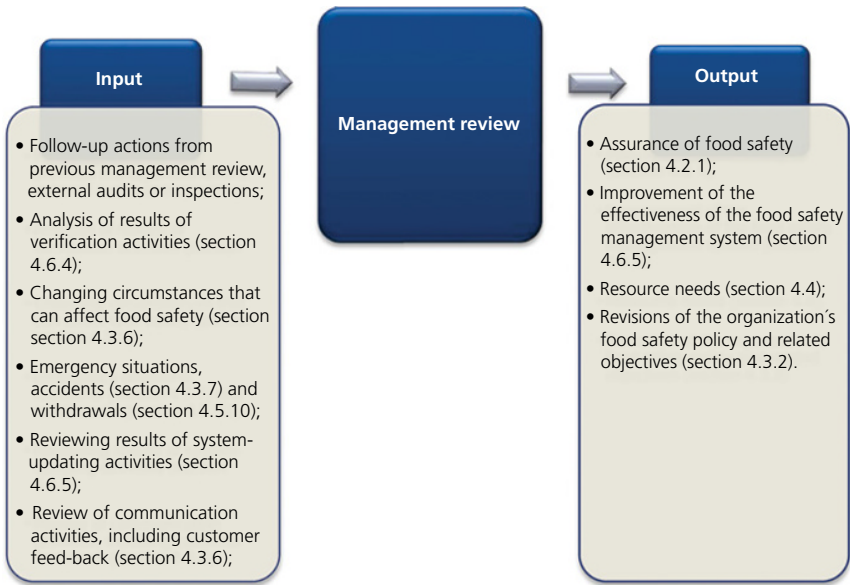 Input
• Follow-up actions from
previous management review,
external audits or inspections;
• Analysis of results of
verification activities (section
4.6.4);
• Changing circumstances that
can affect food safety (section
section 4.3.6);
• Emergency situations,
accidents (section 4.3.7) and
withdrawals (section 4.5.10);
• Reviewing results of system-
updating activities (section
4.6.5);
• Review of communication
activities, including customer
feed-back (section 4.3.6);
Management review
Output
• Assurance of food safety
(section 4.2.1);
• Improvement of the
effectiveness of the food safety
management system (section
4.6.5);
• Resource needs (section 4.4);
• Revisions of the organization´s
food safety policy and related
objectives (section 4.3.2).